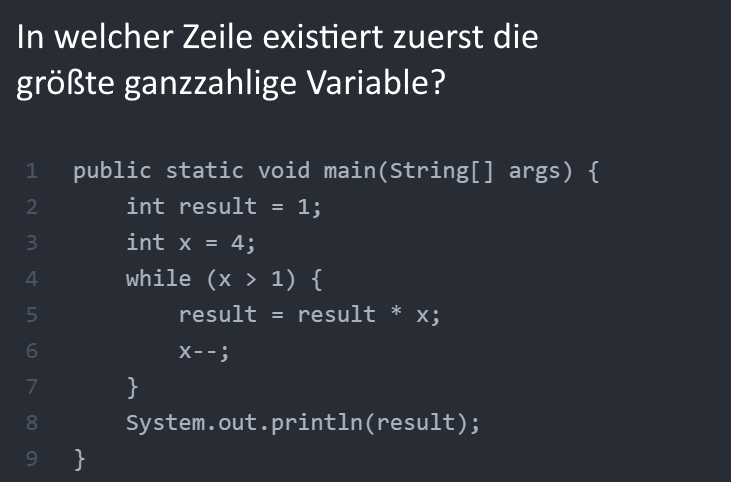 In welcher Zeile existiert zuerst die
größte ganzzahlige Variable?
1 public static void main(String[] args) {
2     int result = 1;
3     int x = 4;
4     while (x > 1) {
5         result = result * x;
6         x--;
7     }
8     System.out.println(result);
9 }